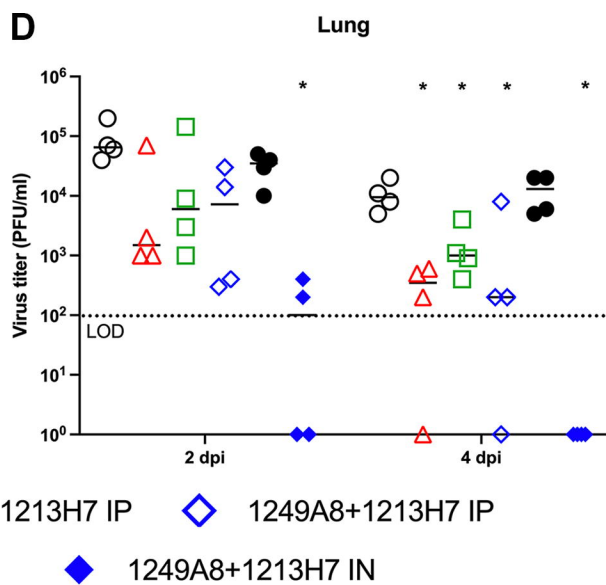 D
Lung
* * * * *
10⁶
10⁵
10⁴
10³
10²
10¹
10⁰
Virus titer (PFU/ml)
LOD
2 dpi 4 dpi
1213H7 IP 1249A8+1213H7 IP
1249A8+1213H7 IN